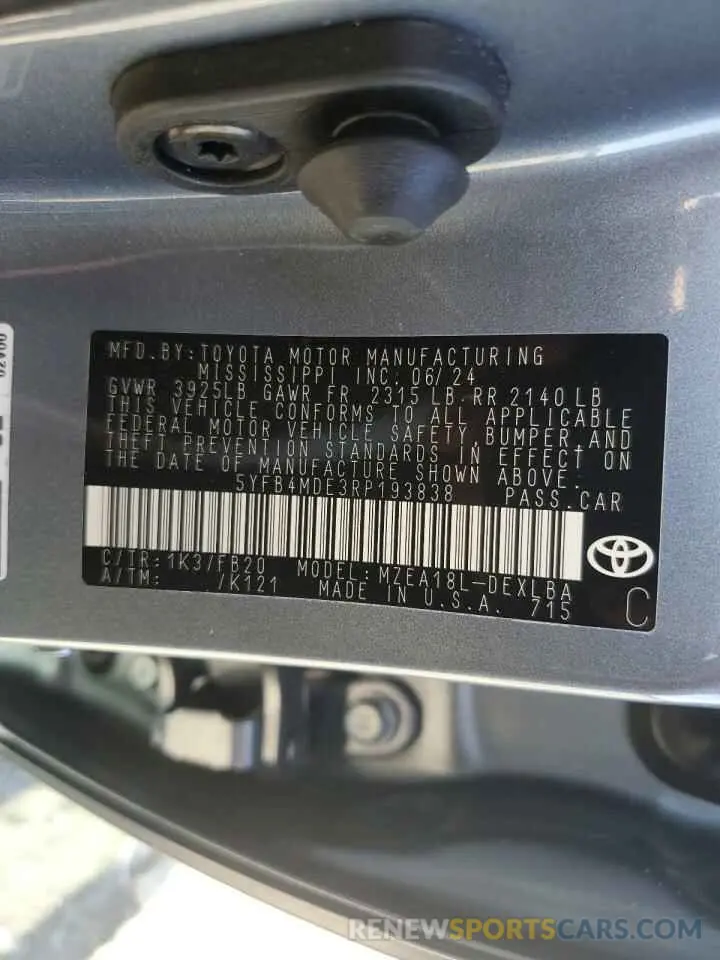 MFD. BY: TOYOTA MOTOR MANUFACTURING
MISSISSIPPI INC. 06/24
GVWR 3925LB GAWR FR 2315 LB. RR 2140 LB
THIS VEHICLE CONFORMS TO ALL APPLICABLE
FEDERAL MOTOR VEHICLE SAFETY, BUMPER, AND
THEFT PREVENTION STANDARDS IN EFFECT ON
THE DATE OF MANUFACTURE SHOWN ABOVE.
5YFB4MDE3RP193838 PASS. CAR
C/TR: 1K3/FB20 MODEL: MZEA18L-DEXLBA
A/TM: /K121 MADE IN U.S.A. 715
C
RENEWSPORTSCARS.COM